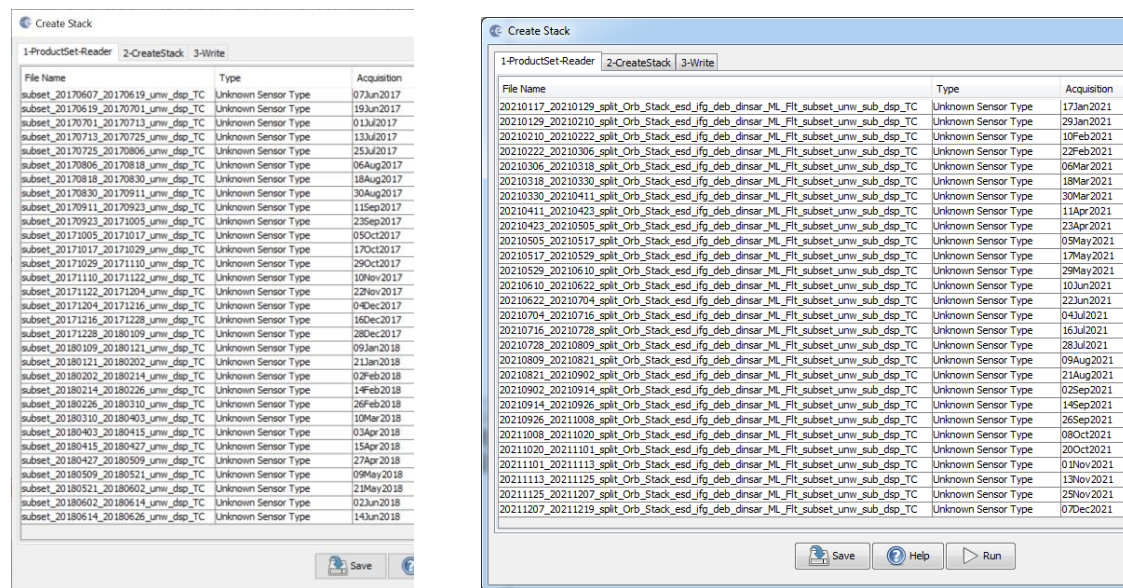 Create Stack
1-ProductSet-Reader 2-CreateStack 3-Write
File Name Type Acquisition
subset_20170607_20170619_unw_dsp_TC Unknown Sensor Type 07Jun2017
subset_20170619_20170701_unw_dsp_TC Unknown Sensor Type 19Jun2017
subset_20170701_20170713_unw_dsp_TC Unknown Sensor Type 01Jul2017
subset_20170713_20170725_unw_dsp_TC Unknown Sensor Type 13Jul2017
subset_20170725_20170806_unw_dsp_TC Unknown Sensor Type 25Jul2017
subset_20170806_20170818_unw_dsp_TC Unknown Sensor Type 06Aug2017
subset_20170818_20170830_unw_dsp_TC Unknown Sensor Type 18Aug2017
subset_20170830_20170911_unw_dsp_TC Unknown Sensor Type 30Aug2017
subset_20170911_20170923_unw_dsp_TC Unknown Sensor Type 11Sep2017
subset_20170923_20171005_unw_dsp_TC Unknown Sensor Type 23Sep2017
subset_20171005_20171017_unw_dsp_TC Unknown Sensor Type 05Oct2017
subset_20171017_20171029_unw_dsp_TC Unknown Sensor Type 17Oct2017
subset_20171029_20171110_unw_dsp_TC Unknown Sensor Type 29Oct2017
subset_20171110_20171122_unw_dsp_TC Unknown Sensor Type 10Nov2017
subset_20171122_20171204_unw_dsp_TC Unknown Sensor Type 22Nov2017
subset_20171204_20171216_unw_dsp_TC Unknown Sensor Type 04Dec2017
subset_20171216_20171228_unw_dsp_TC Unknown Sensor Type 16Dec2017
subset_20171228_20180109_unw_dsp_TC Unknown Sensor Type 28Dec2017
subset_20180109_20180121_unw_dsp_TC Unknown Sensor Type 09Jan2018
subset_20180121_20180202_unw_dsp_TC Unknown Sensor Type 21Jan2018
subset_20180202_20180214_unw_dsp_TC Unknown Sensor Type 02Feb2018
subset_20180214_20180226_unw_dsp_TC Unknown Sensor Type 14Feb2018
subset_20180226_20180310_unw_dsp_TC Unknown Sensor Type 26Feb2018
subset_20180310_20180403_unw_dsp_TC Unknown Sensor Type 10Mar2018
subset_20180403_20180415_unw_dsp_TC Unknown Sensor Type 03Apr2018
subset_20180415_20180427_unw_dsp_TC Unknown Sensor Type 15Apr2018
subset_20180427_20180509_unw_dsp_TC Unknown Sensor Type 27Apr2018
subset_20180509_20180521_unw_dsp_TC Unknown Sensor Type 09May2018
subset_20180521_20180602_unw_dsp_TC Unknown Sensor Type 21May2018
subset_20180602_20180614_unw_dsp_TC Unknown Sensor Type 02Jun2018
subset_20180614_20180626_unw_dsp_TC Unknown Sensor Type 14Jun2018
Save
Create Stack
1-ProductSet-Reader 2-CreateStack 3-Write
File Name Type Acquisition
20210117_20210129_split_Orb_Stack_esd_ifg_deb_dinsar_ML_Flt_subset_unw_sub_dsp_TC Unknown Sensor Type 17Jan2021
20210129_20210210_split_Orb_Stack_esd_ifg_deb_dinsar_ML_Flt_subset_unw_sub_dsp_TC Unknown Sensor Type 29Jan2021
20210210_20210222_split_Orb_Stack_esd_ifg_deb_dinsar_ML_Flt_subset_unw_sub_dsp_TC Unknown Sensor Type 10Feb2021
20210222_20210306_split_Orb_Stack_esd_ifg_deb_dinsar_ML_Flt_subset_unw_sub_dsp_TC Unknown Sensor Type 22Feb2021
20210306_20210318_split_Orb_Stack_esd_ifg_deb_dinsar_ML_Flt_subset_unw_sub_dsp_TC Unknown Sensor Type 06Mar2021
20210318_20210330_split_Orb_Stack_esd_ifg_deb_dinsar_ML_Flt_subset_unw_sub_dsp_TC Unknown Sensor Type 18Mar2021
20210330_20210411_split_Orb_Stack_esd_ifg_deb_dinsar_ML_Flt_subset_unw_sub_dsp_TC Unknown Sensor Type 30Mar2021
20210411_20210423_split_Orb_Stack_esd_ifg_deb_dinsar_ML_Flt_subset_unw_sub_dsp_TC Unknown Sensor Type 11Apr2021
20210423_20210505_split_Orb_Stack_esd_ifg_deb_dinsar_ML_Flt_subset_unw_sub_dsp_TC Unknown Sensor Type 23Apr2021
20210505_20210517_split_Orb_Stack_esd_ifg_deb_dinsar_ML_Flt_subset_unw_sub_dsp_TC Unknown Sensor Type 05May2021
20210517_20210529_split_Orb_Stack_esd_ifg_deb_dinsar_ML_Flt_subset_unw_sub_dsp_TC Unknown Sensor Type 17May2021
20210529_20210610_split_Orb_Stack_esd_ifg_deb_dinsar_ML_Flt_subset_unw_sub_dsp_TC Unknown Sensor Type 29May2021
20210610_20210622_split_Orb_Stack_esd_ifg_deb_dinsar_ML_Flt_subset_unw_sub_dsp_TC Unknown Sensor Type 10Jun2021
20210622_20210704_split_Orb_Stack_esd_ifg_deb_dinsar_ML_Flt_subset_unw_sub_dsp_TC Unknown Sensor Type 22Jun2021
20210704_20210716_split_Orb_Stack_esd_ifg_deb_dinsar_ML_Flt_subset_unw_sub_dsp_TC Unknown Sensor Type 04Jul2021
20210716_20210728_split_Orb_Stack_esd_ifg_deb_dinsar_ML_Flt_subset_unw_sub_dsp_TC Unknown Sensor Type 16Jul2021
20210728_20210809_split_Orb_Stack_esd_ifg_deb_dinsar_ML_Flt_subset_unw_sub_dsp_TC Unknown Sensor Type 28Jul2021
20210809_20210821_split_Orb_Stack_esd_ifg_deb_dinsar_ML_Flt_subset_unw_sub_dsp_TC Unknown Sensor Type 09Aug2021
20210821_20210902_split_Orb_Stack_esd_ifg_deb_dinsar_ML_Flt_subset_unw_sub_dsp_TC Unknown Sensor Type 21Aug2021
20210902_20210914_split_Orb_Stack_esd_ifg_deb_dinsar_ML_Flt_subset_unw_sub_dsp_TC Unknown Sensor Type 02Sep2021
20210914_20210926_split_Orb_Stack_esd_ifg_deb_dinsar_ML_Flt_subset_unw_sub_dsp_TC Unknown Sensor Type 14Sep2021
20210926_20211008_split_Orb_Stack_esd_ifg_deb_dinsar_ML_Flt_subset_unw_sub_dsp_TC Unknown Sensor Type 26Sep2021
20211008_20211020_split_Orb_Stack_esd_ifg_deb_dinsar_ML_Flt_subset_unw_sub_dsp_TC Unknown Sensor Type 08Oct2021
20211020_20211101_split_Orb_Stack_esd_ifg_deb_dinsar_ML_Flt_subset_unw_sub_dsp_TC Unknown Sensor Type 20Oct2021
20211101_20211113_split_Orb_Stack_esd_ifg_deb_dinsar_ML_Flt_subset_unw_sub_dsp_TC Unknown Sensor Type 01Nov2021
20211113_20211125_split_Orb_Stack_esd_ifg_deb_dinsar_ML_Flt_subset_unw_sub_dsp_TC Unknown Sensor Type 13Nov2021
20211125_20211207_split_Orb_Stack_esd_ifg_deb_dinsar_ML_Flt_subset_unw_sub_dsp_TC Unknown Sensor Type 25Nov2021
20211207_20211219_split_Orb_Stack_esd_ifg_deb_dinsar_ML_Flt_subset_unw_sub_dsp_TC Unknown Sensor Type 07Dec2021
Save Help Run